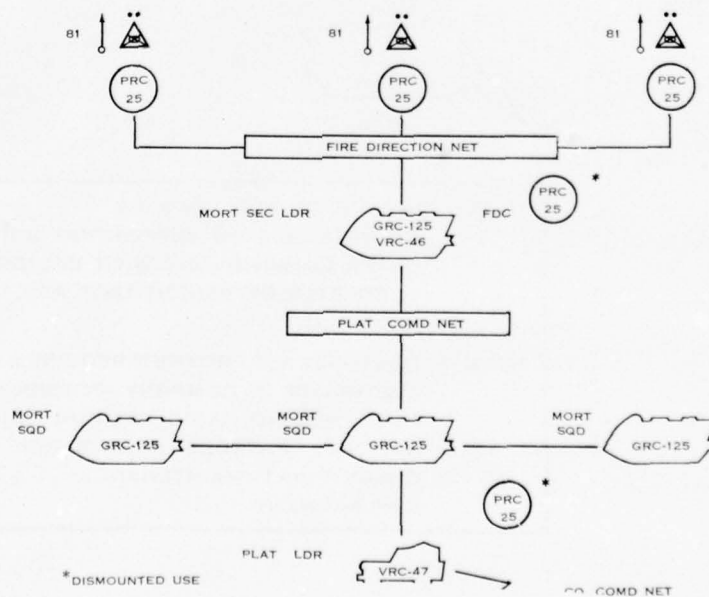 81 81 81
PRC 25
PRC 25
PRC 25
FIRE DIRECTION NET
PRC 25 *
MORT SEC LDR
GRC-125
VRC-46
FDC
PLAT COMD NET
MORT SQD
GRC-125
MORT SQD
GRC-125
MORT SQD
GRC-125
PRC 25 *
PLAT LDR
VRC-47
*DISMOUNTED USE
CO COMD NET